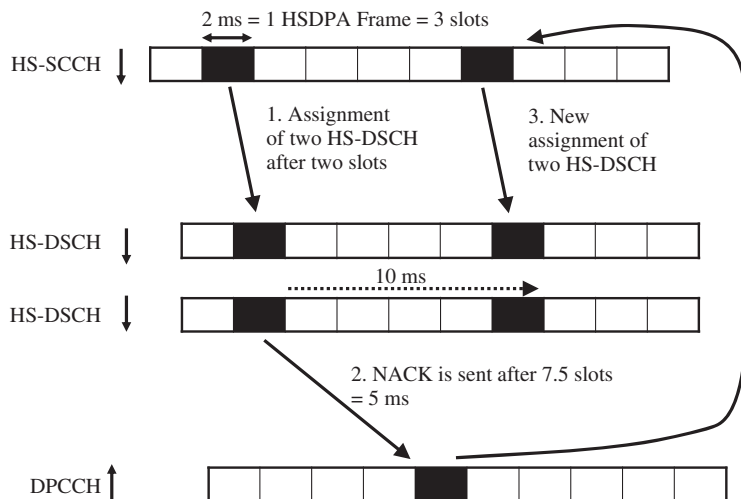 2 ms = 1 HSDPA Frame = 3 slots
HS-SCCH
1. Assignment
of two HS-DSCH
after two slots
3. New
assignment of
two HS-DSCH
HS-DSCH
10 ms
HS-DSCH
2. NACK is sent after 7.5 slots
= 5 ms
DPCCH